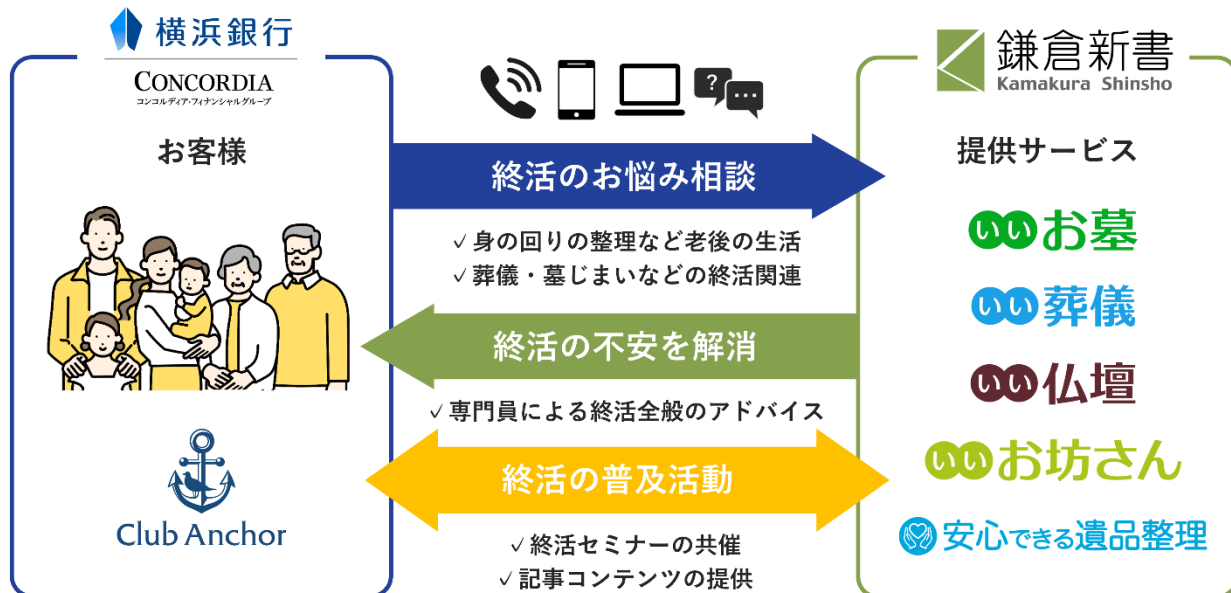 横浜銀行
CONCORDIA
コンコルディア・フィナンシャルグループ
お客様
Club Anchor
?
...
終活のお悩み相談
✓身の回りの整理など老後の生活
✓葬儀・墓じまいなどの終活関連
終活の不安を解消
✓専門員による終活全般のアドバイス
終活の普及活動
✓終活セミナーの共催
✓記事コンテンツの提供
鎌倉新書
Kamakura Shinsho
提供サービス
いいお墓
いい葬儀
いい仏壇
いいお坊さん
安心できる遺品整理